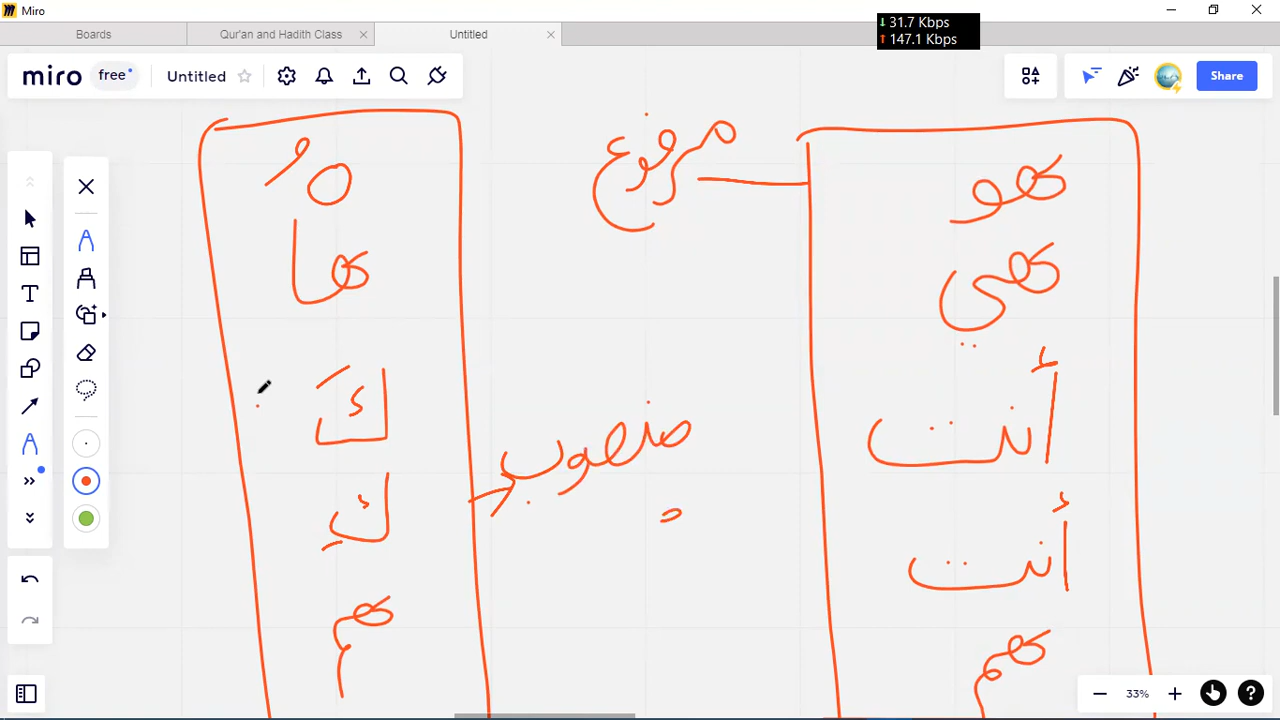 Miro
31.7 Kbps
147.1 Kbps
Boards
Qur'an and Hadith Class
Untitled
miro
free
Untitled
Share
مرفوع
هو
هي
أنت
أنت
هم
منصوب
هُ
ها
كَ
كِ
هم
33%